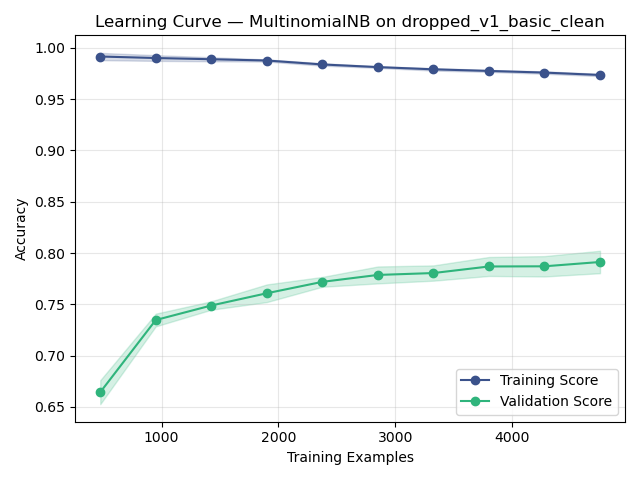 Learning Curve — MultinomialNB on dropped_v1_basic_clean
1.00
0.95
0.90
0.85
0.80
0.75
0.70
0.65
Accuracy
1000
2000
3000
4000
Training Examples
Training Score
Validation Score